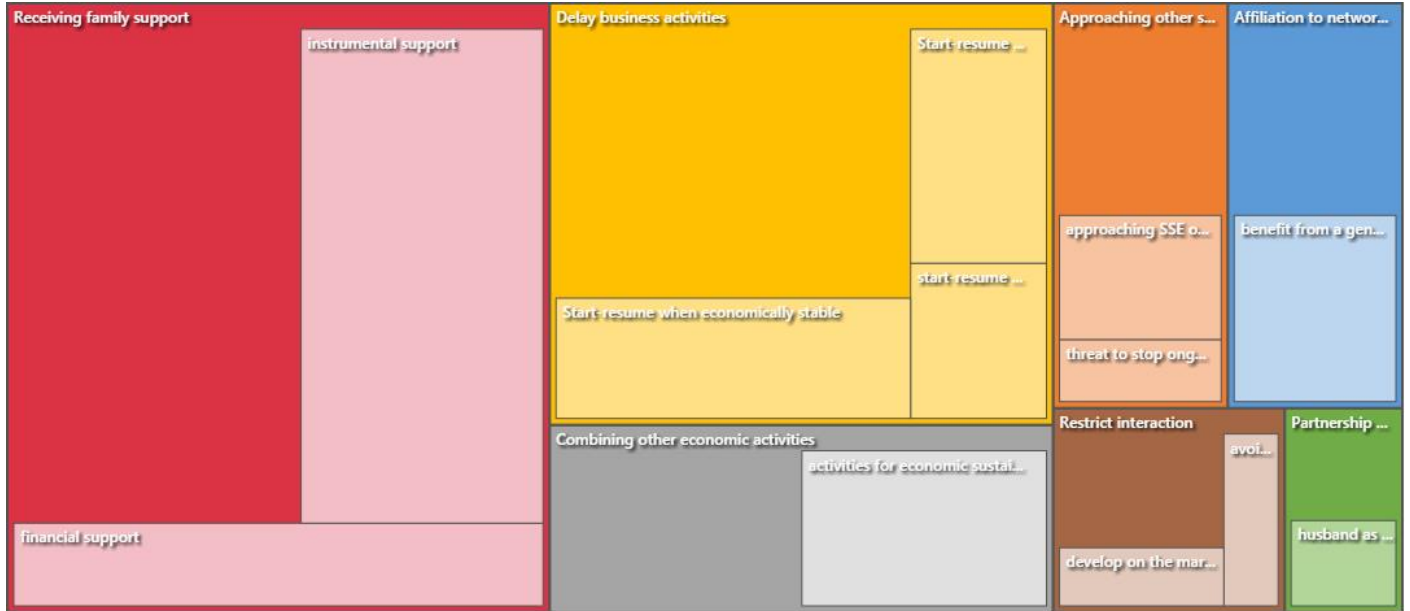 Receiving family support
instrumental support
financial support
Delay business activities
Start-resume ...
start-resume ...
Start-resume when economically stable
Combining other economic activities
activities for economic sustai...
Approaching other s...
approaching SSE o...
threat to stop ong...
Affiliation to networ...
benefit from a gen...
Restrict interaction
avoi...
develop on the mar...
Partnership ...
husband as ...